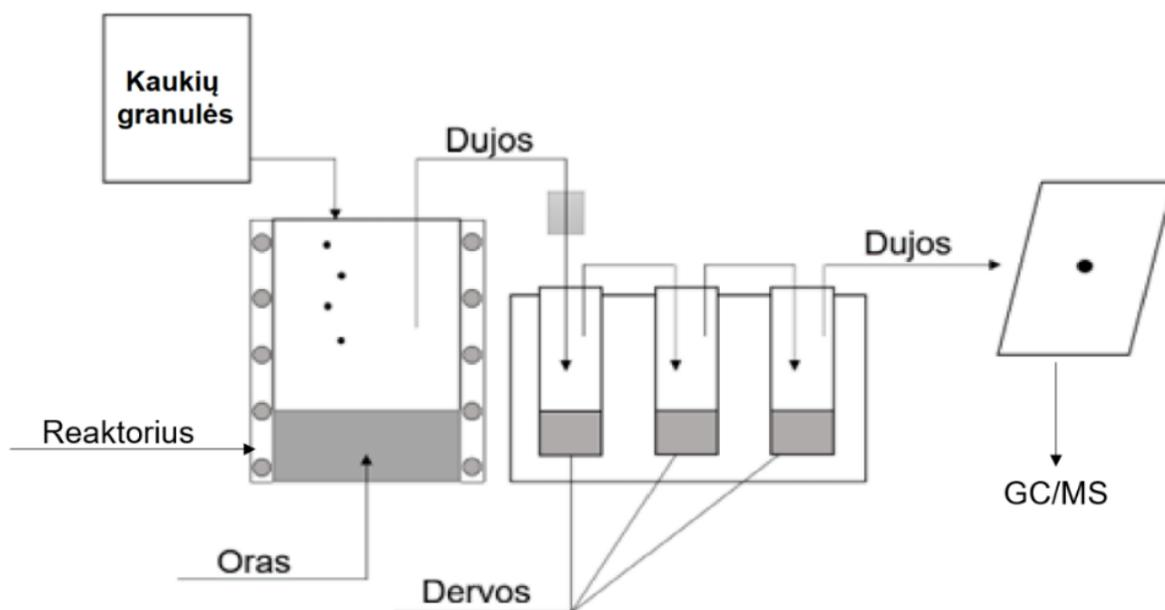 Kaukių
granulės
Dujos
Dujos
Reaktorius
GC/MS
Oras
Dervos